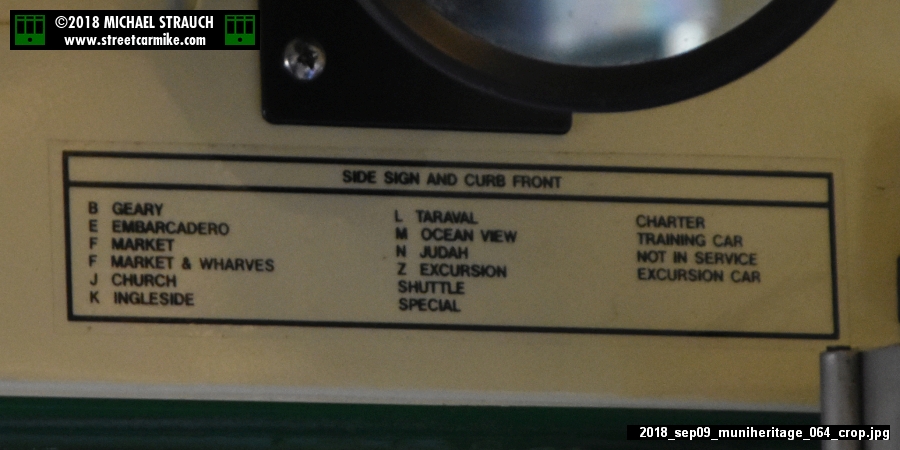 ©2018 MICHAEL STRAUCH
www.streetcarmike.com
SIDE SIGN AND CURB FRONT
B GEARY
E EMBARCADERO
F MARKET
F MARKET & WHARVES
J CHURCH
K INGLESIDE
L TARAVAL
M OCEAN VIEW
N JUDAH
Z EXCURSION
SHUTTLE
SPECIAL
CHARTER
TRAINING CAR
NOT IN SERVICE
EXCURSION CAR
2018_sep09_muniheritage_064_crop.jpg